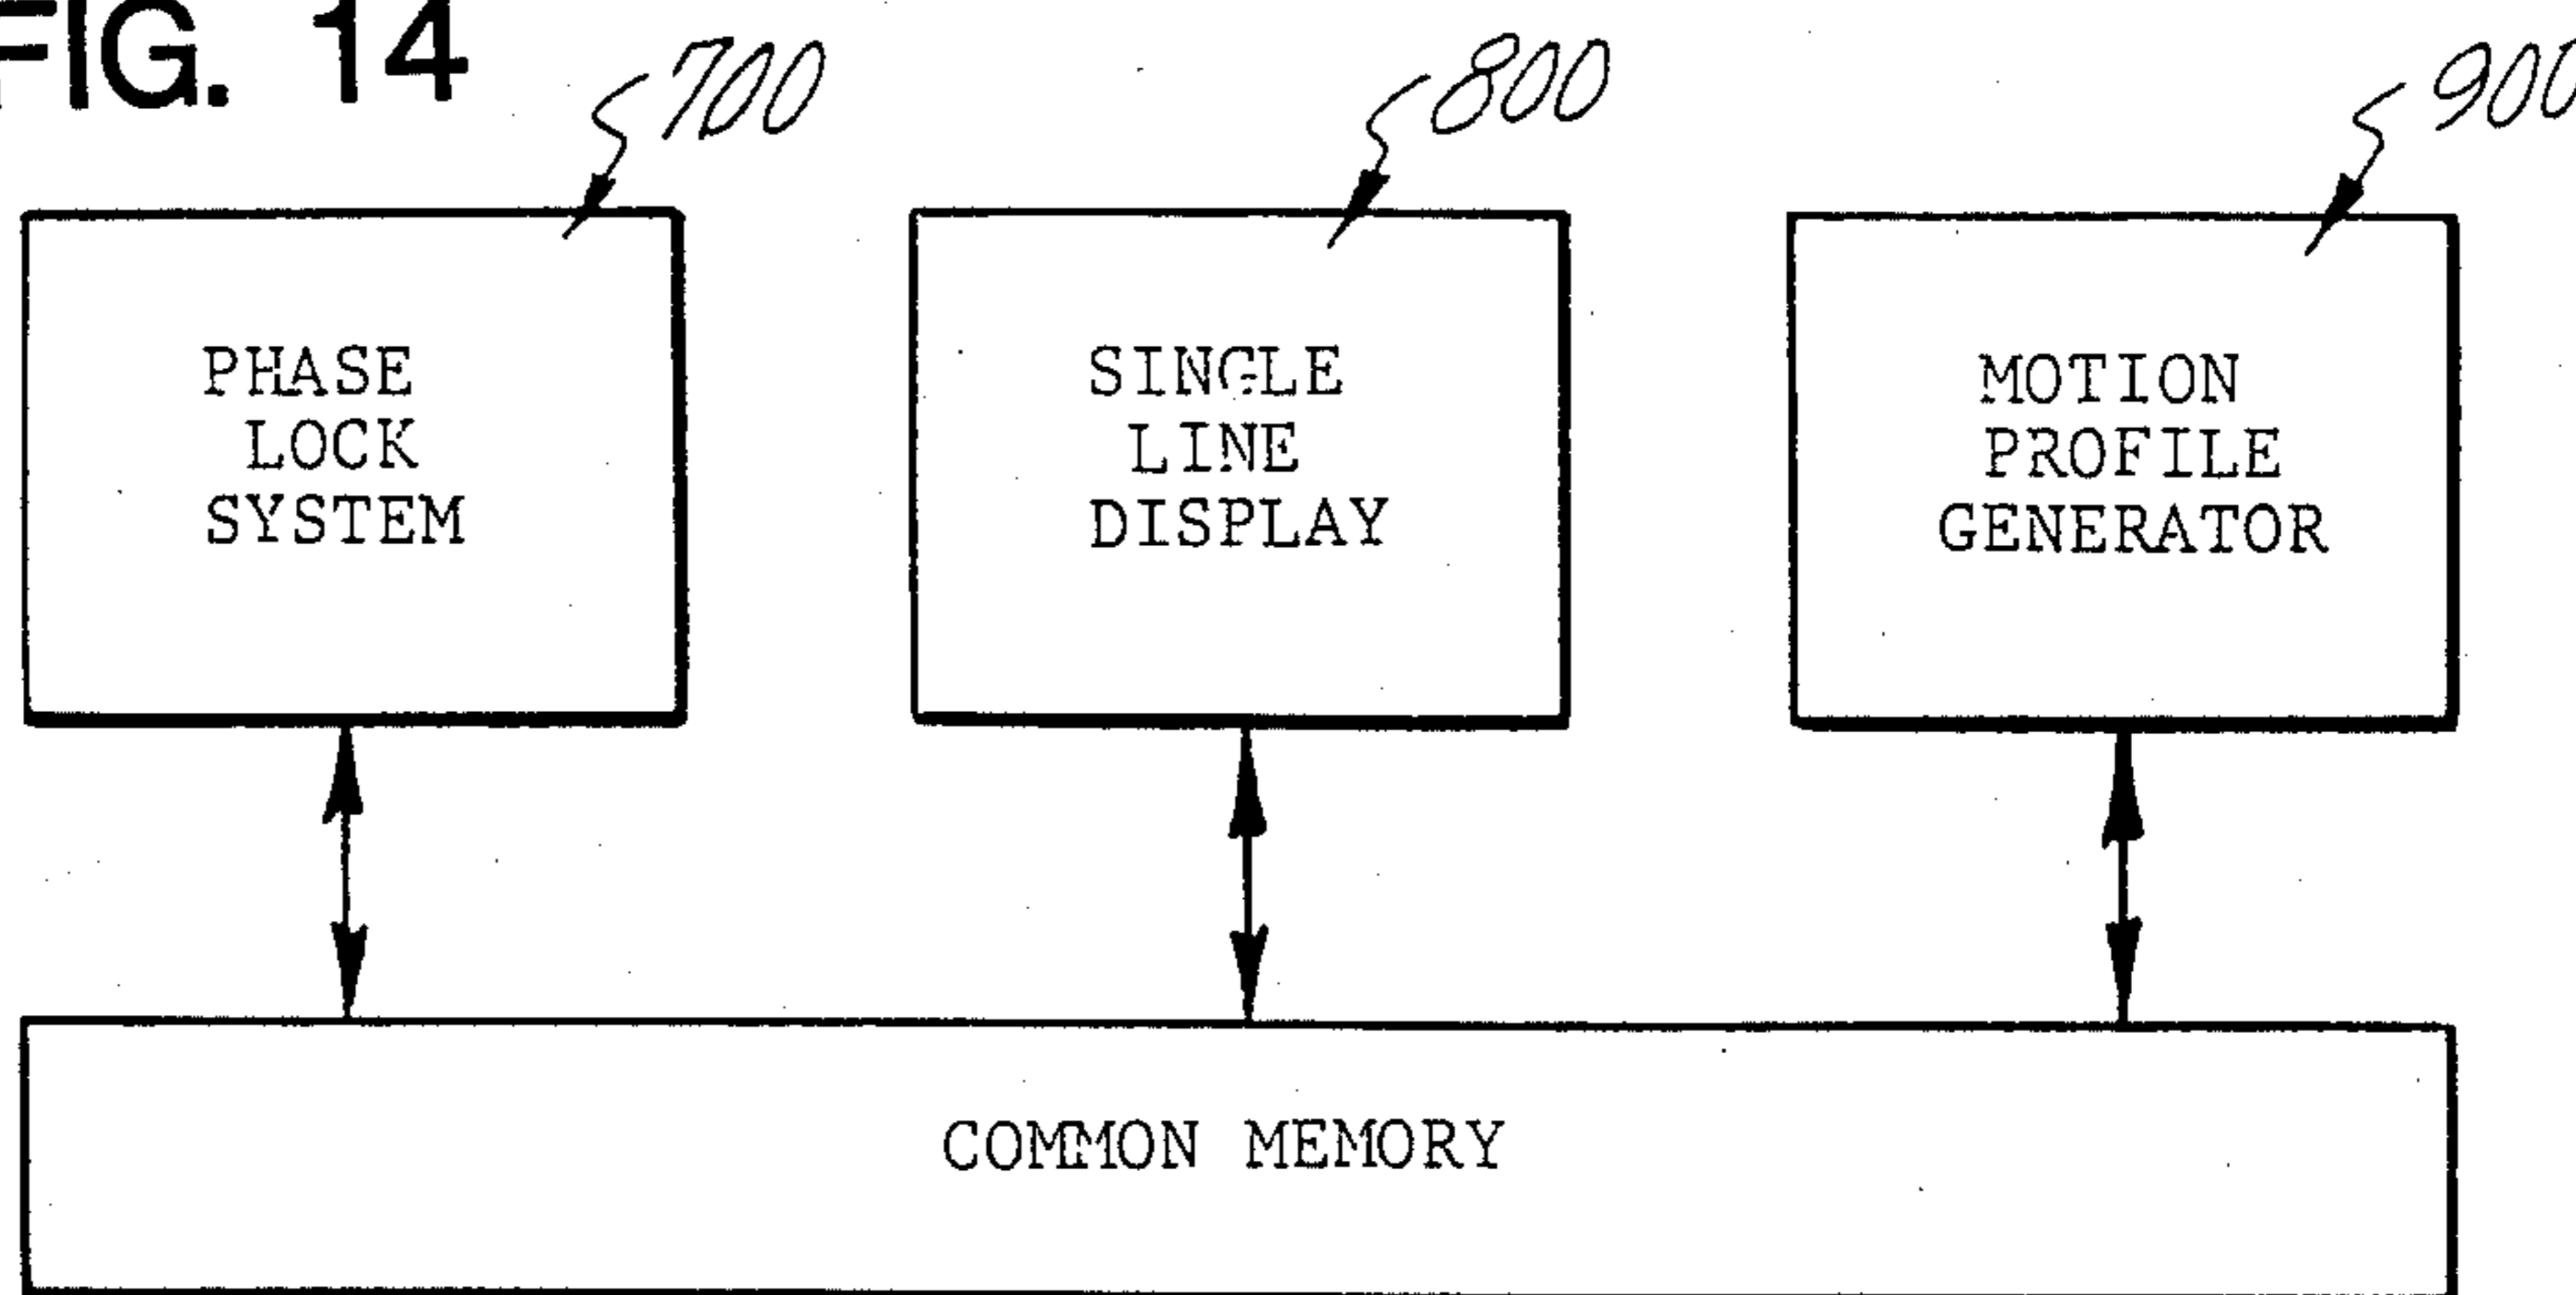 FIG. 14
700
800
900
PHASE
LOCK
SYSTEM
SINGLE
LINE
DISPLAY
MOTION
PROFILE
GENERATOR
COMMON MEMORY